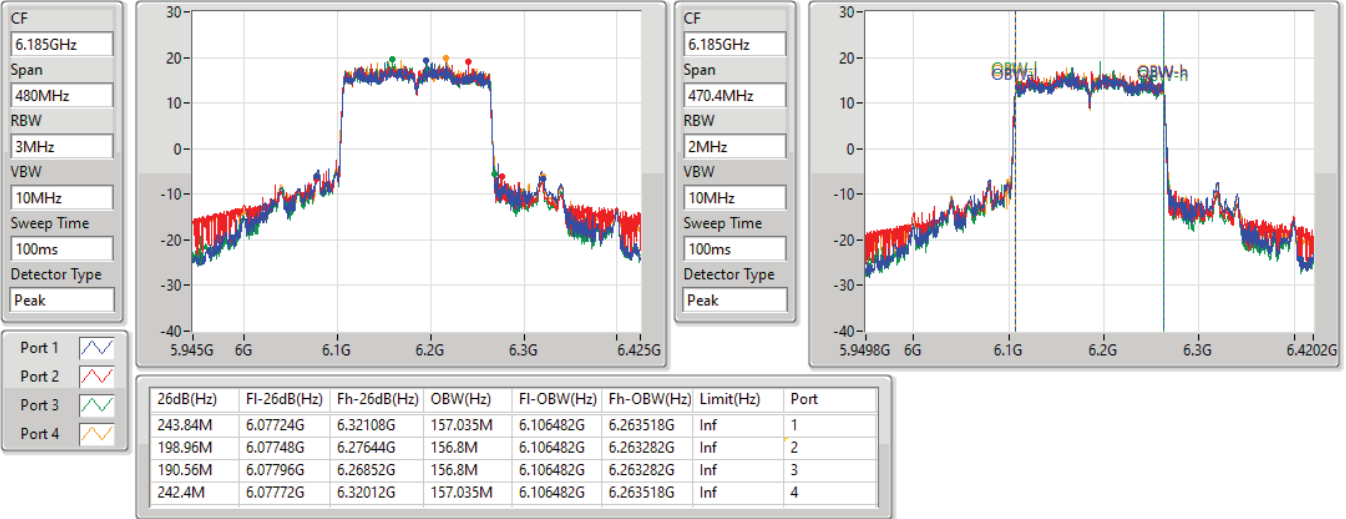 CF
6.185GHz
Span
480MHz
RBW
3MHz
VBW
10MHz
Sweep Time
100ms
Detector Type
Peak
30
20
10
0
-10
-20
-30
-40
5.945G 6G 6.1G 6.2G 6.3G 6.425G
CF
6.185GHz
Span
470.4MHz
RBW
2MHz
VBW
10MHz
Sweep Time
100ms
Detector Type
Peak
30
20
10
0
-10
-20
-30
-40
OBW-l OBW-h
5.9498G 6G 6.1G 6.2G 6.3G 6.4202G
Port 1
Port 2
Port 3
Port 4
26dB(Hz) Fl-26dB(Hz) Fh-26dB(Hz) OBW(Hz) Fl-OBW(Hz) Fh-OBW(Hz) Limit(Hz) Port
243.84M 6.07724G 6.32108G 157.035M 6.106482G 6.263518G Inf 1
198.96M 6.07748G 6.27644G 156.8M 6.106482G 6.263282G Inf 2
190.56M 6.07796G 6.26852G 156.8M 6.106482G 6.263282G Inf 3
242.4M 6.07772G 6.32012G 157.035M 6.106482G 6.263518G Inf 4